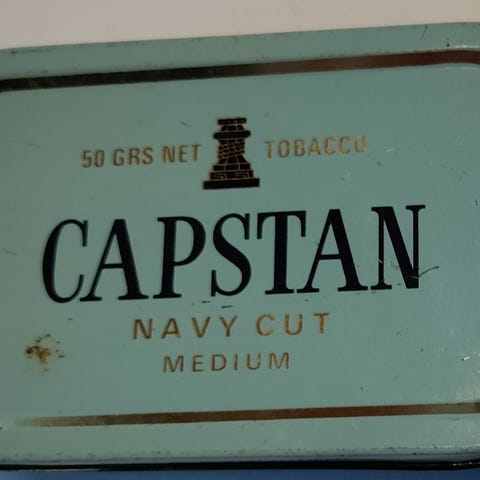 50 GRS NET TOBACCO
CAPSTAN
NAVY CUT
MEDIUM